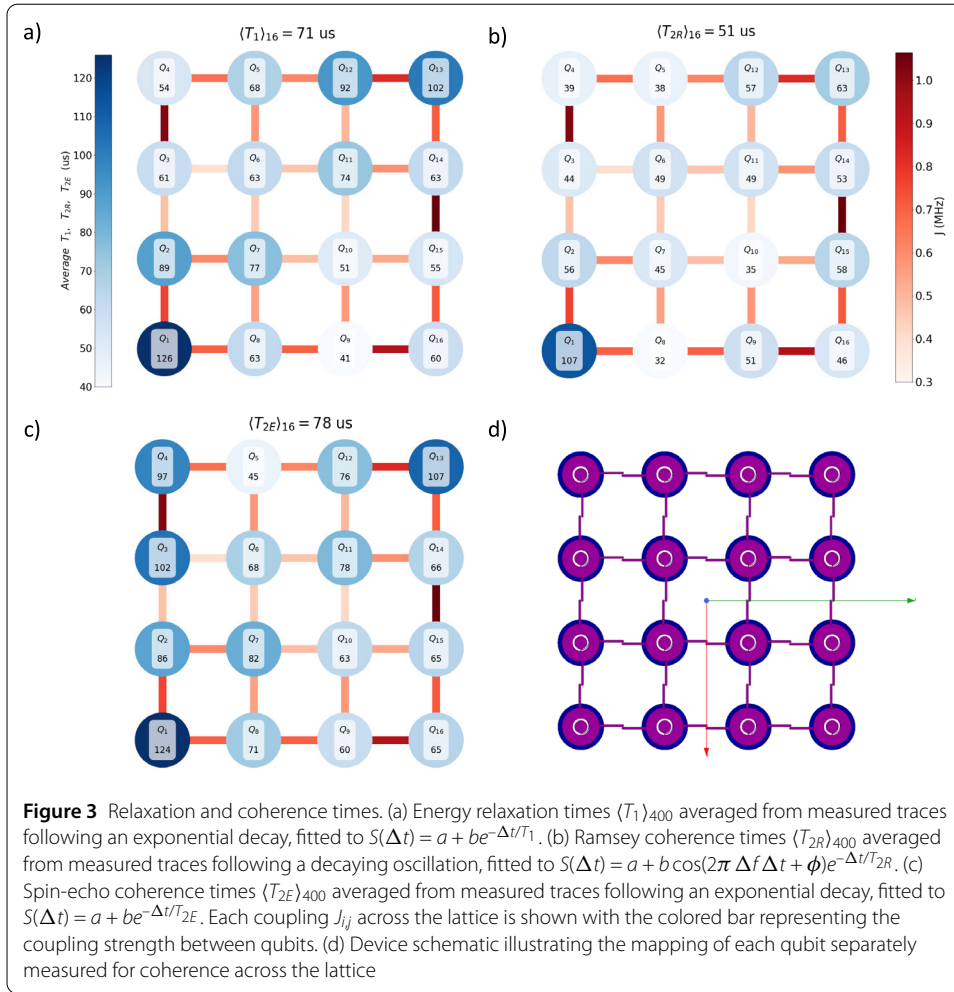 a)
⟨T₁⟩₁₆ = 71 us
Average T₁, T₂R, T₂E (us)
120
110
100
90
80
70
60
50
40
Q₄
54
Q₅
68
Q₁₂
92
Q₁₃
102
Q₃
61
Q₆
63
Q₁₁
74
Q₁₄
63
Q₂
89
Q₇
77
Q₁₀
51
Q₁₅
55
Q₁
126
Q₈
63
Q₉
41
Q₁₆
60
b)
⟨T₂R⟩₁₆ = 51 us
Q₄
39
Q₅
38
Q₁₂
57
Q₁₃
63
Q₃
44
Q₆
49
Q₁₁
49
Q₁₄
53
Q₂
56
Q₇
45
Q₁₀
35
Q₁₅
58
Q₁
107
Q₈
32
Q₉
51
Q₁₆
46
1.0
0.9
0.8
0.7
0.6
0.5
0.4
0.3
J (MHz)
c)
⟨T₂E⟩₁₆ = 78 us
Q₄
97
Q₅
45
Q₁₂
76
Q₁₃
107
Q₃
102
Q₆
68
Q₁₁
78
Q₁₄
66
Q₂
86
Q₇
82
Q₁₀
63
Q₁₅
65
Q₁
124
Q₈
71
Q₉
60
Q₁₆
65
d)
Figure 3 Relaxation and coherence times. (a) Energy relaxation times ⟨T₁⟩₄₀₀ averaged from measured traces
following an exponential decay, fitted to S(Δt) = a + be^(−Δt/T₁). (b) Ramsey coherence times ⟨T₂R⟩₄₀₀ averaged
from measured traces following a decaying oscillation, fitted to S(Δt) = a + b cos(2π Δf Δt + ϕ)e^(−Δt/T₂R). (c)
Spin-echo coherence times ⟨T₂E⟩₄₀₀ averaged from measured traces following an exponential decay, fitted to
S(Δt) = a + be^(−Δt/T₂E). Each coupling Jᵢ,ⱼ across the lattice is shown with the colored bar representing the
coupling strength between qubits. (d) Device schematic illustrating the mapping of each qubit separately
measured for coherence across the lattice